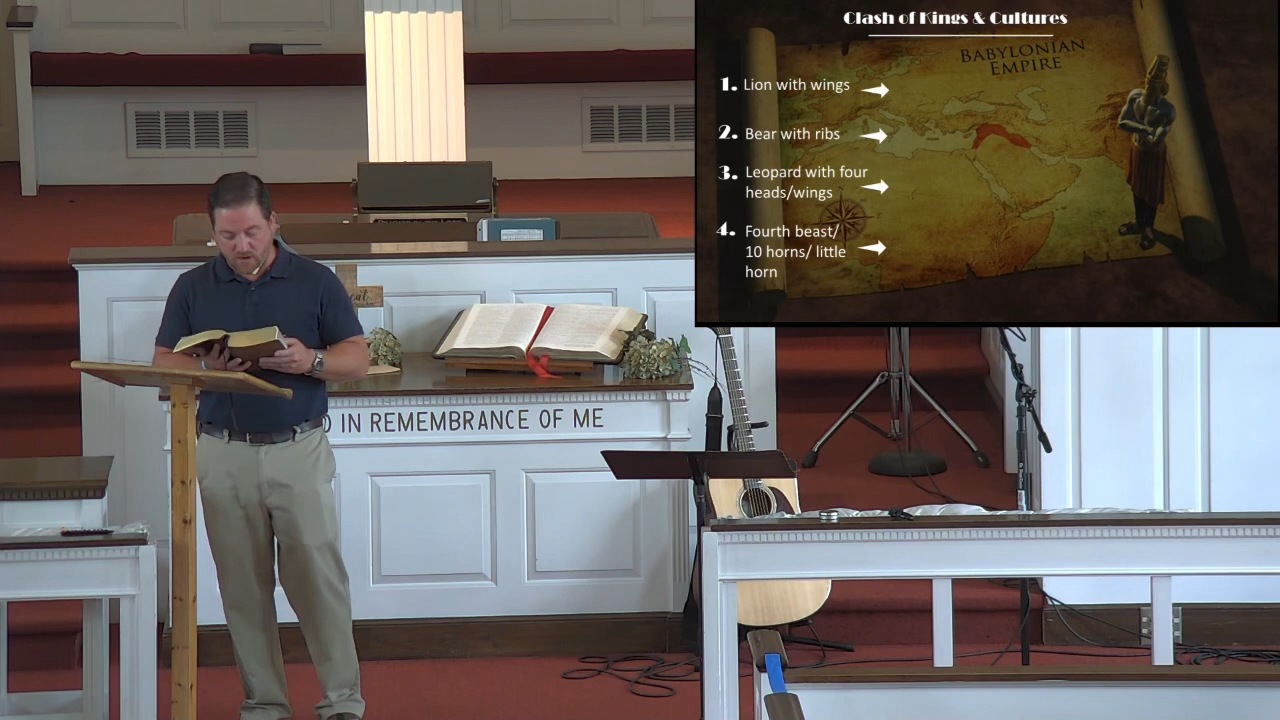 Clash of Kings & Cultures
BABYLONIAN
EMPIRE
1. Lion with wings
2. Bear with ribs
3. Leopard with four
heads/wings
4. Fourth beast/
10 horns/ little
horn
IN REMEMBRANCE OF ME